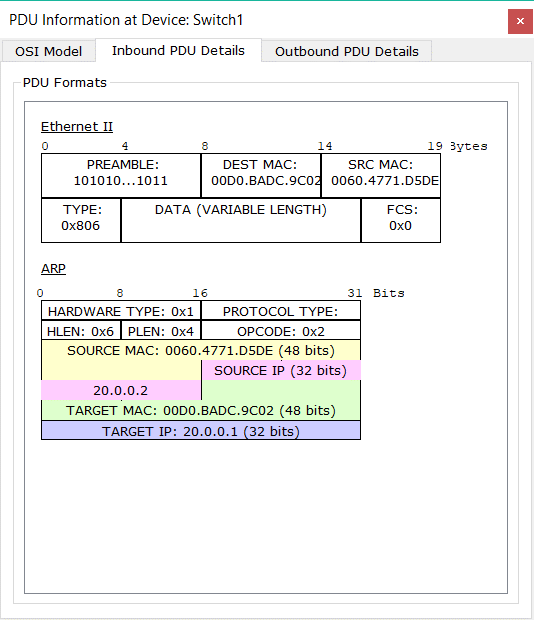 PDU Information at Device: Switch1
×
OSI Model Inbound PDU Details Outbound PDU Details
PDU Formats
Ethernet II
0 4 8 14 19 Bytes
PREAMBLE: DEST MAC: SRC MAC:
101010...1011 00D0.BADC.9C02 0060.4771.D5DE
TYPE: DATA (VARIABLE LENGTH) FCS:
0x806 0x0
ARP
0 8 16 31 Bits
HARDWARE TYPE: 0x1 PROTOCOL TYPE:
HLEN: 0x6 PLEN: 0x4 OPCODE: 0x2
SOURCE MAC: 0060.4771.D5DE (48 bits)
SOURCE IP (32 bits)
20.0.0.2
TARGET MAC: 00D0.BADC.9C02 (48 bits)
TARGET IP: 20.0.0.1 (32 bits)